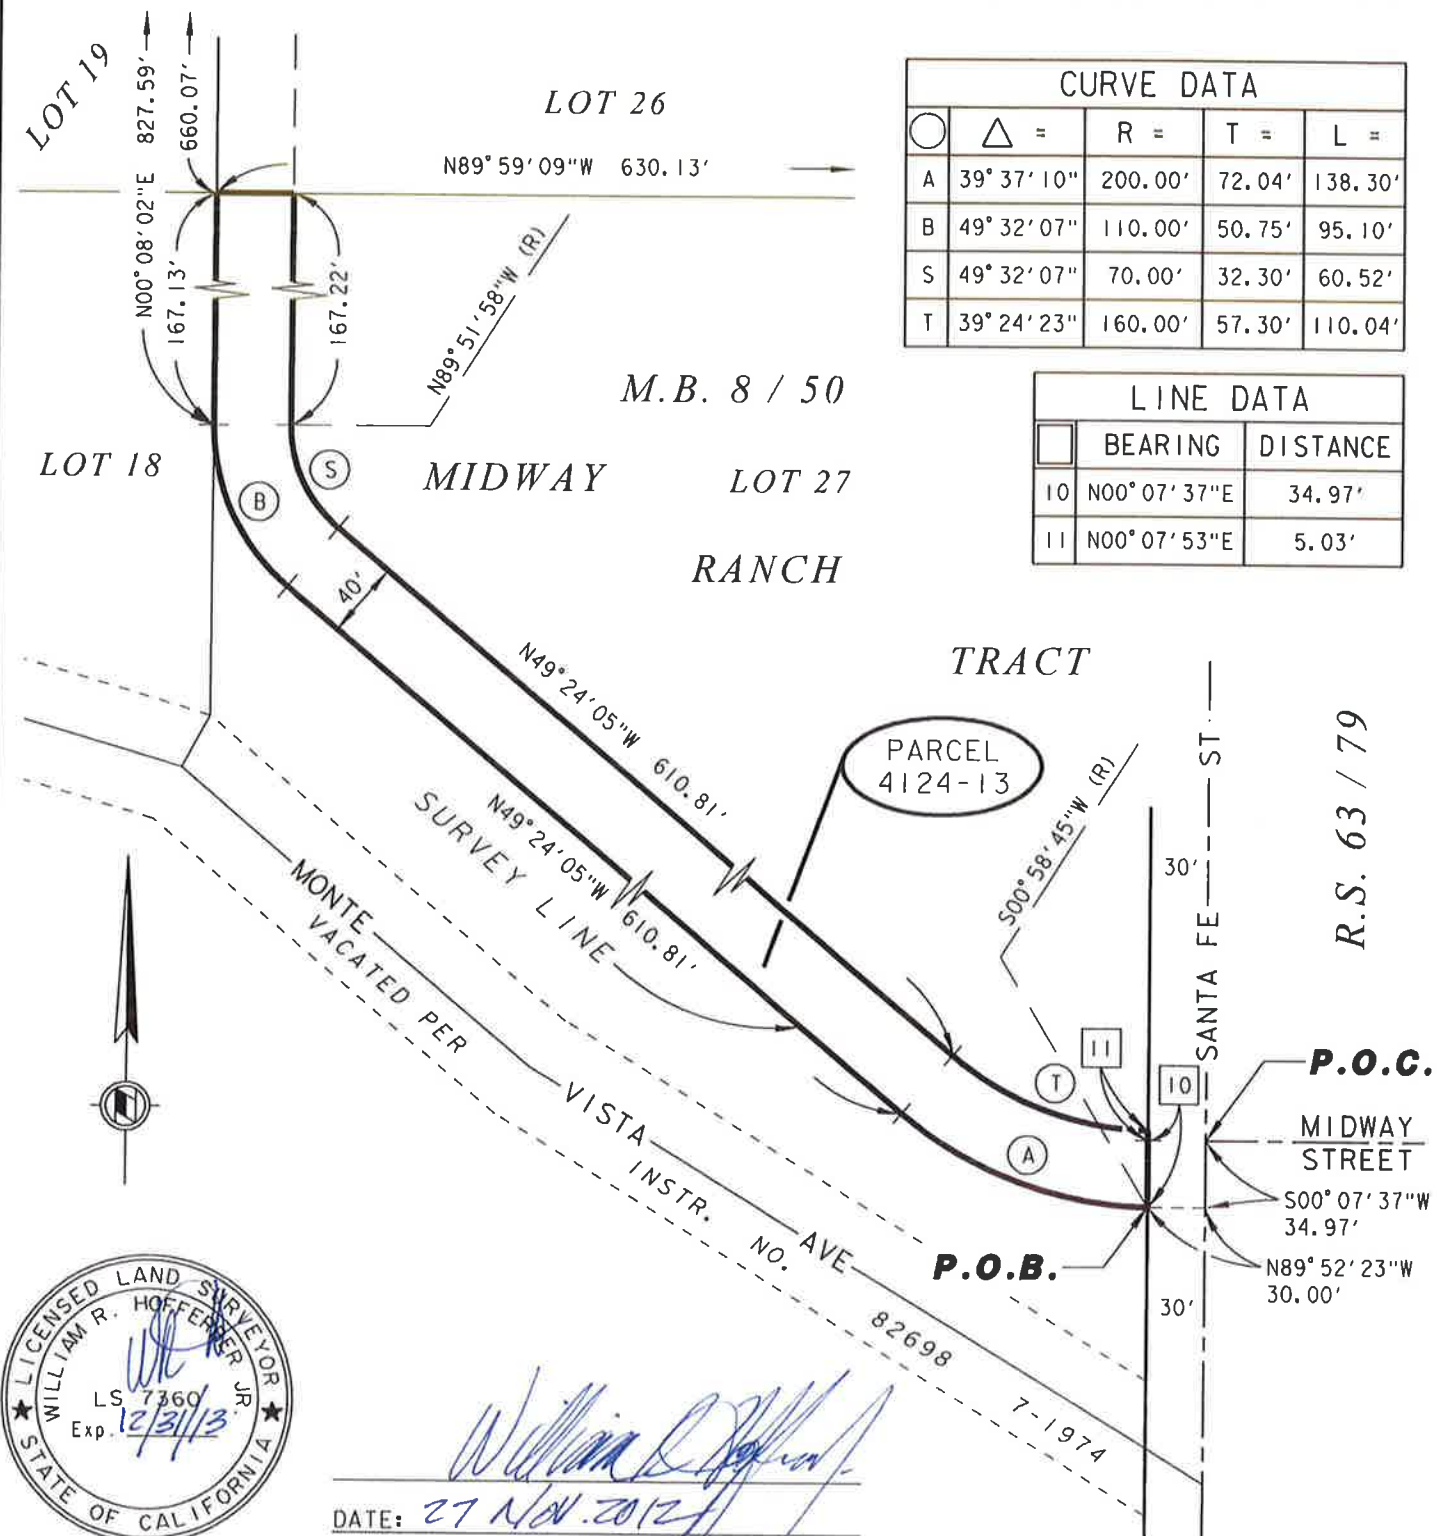 LOT 19
N00°08'02"E 827.59'
660.07'
LOT 26
N89°59'09"W 630.13'
167.13'
167.22'
N89°51'58"W (R)
CURVE DATA
△ = R = T = L =
A 39°37'10" 200.00' 72.04' 138.30'
B 49°32'07" 110.00' 50.75' 95.10'
S 49°32'07" 70.00' 32.30' 60.52'
T 39°24'23" 160.00' 57.30' 110.04'
LINE DATA
BEARING DISTANCE
10 N00°07'37"E 34.97'
11 N00°07'53"E 5.03'
M.B. 8 / 50
LOT 18
MIDWAY
LOT 27
RANCH
TRACT
B
S
40'
N49°24'05"W 610.81'
N49°24'05"W 610.81'
SURVEY LINE
PARCEL
4124-13
S00°58'45"W (R)
30'
SANTA FE ST
R.S. 63 / 79
MONTE VISTA AVE
VACATED PER INSTR. NO. 82698 7-1974
T
11
10
A
P.O.C.
MIDWAY
STREET
S00°07'37"W
34.97'
P.O.B.
N89°52'23"W
30.00'
30'
LICENSED LAND SURVEYOR
WILLIAM R. HOFFERBER JR
LS 7360
Exp. 12/31/13
STATE OF CALIFORNIA
DATE: 27 NOV. 2012